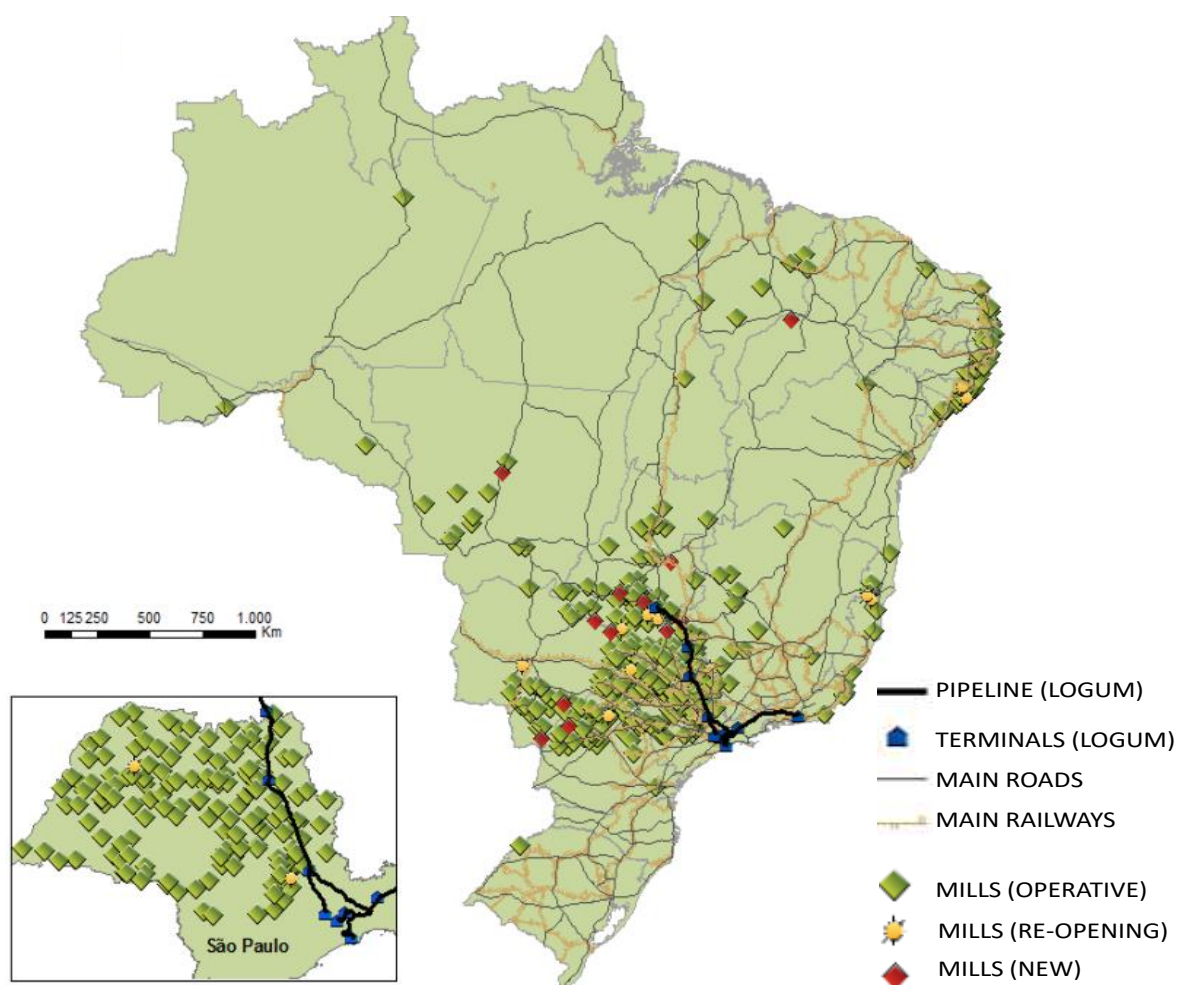 0 125 250 500 750 1.000
Km
São Paulo
PIPELINE (LOGUM)
TERMINALS (LOGUM)
MAIN ROADS
MAIN RAILWAYS
MILLS (OPERATIVE)
MILLS (RE-OPENING)
MILLS (NEW)